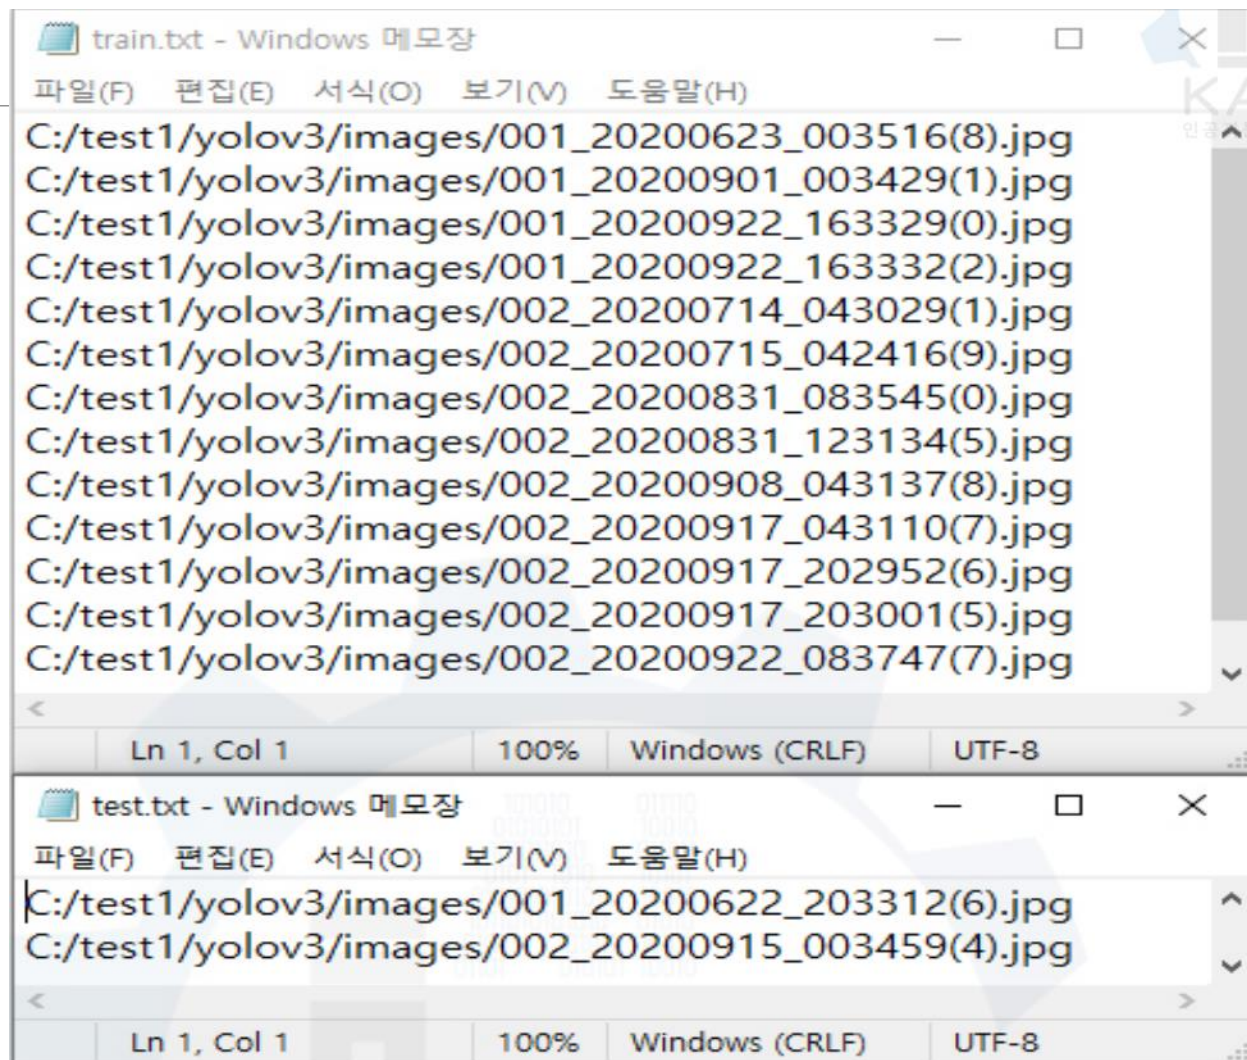 train.txt - Windows 메모장
파일(F) 편집(E) 서식(O) 보기(V) 도움말(H)
C:/test1/yolov3/images/001_20200623_003516(8).jpg
C:/test1/yolov3/images/001_20200901_003429(1).jpg
C:/test1/yolov3/images/001_20200922_163329(0).jpg
C:/test1/yolov3/images/001_20200922_163332(2).jpg
C:/test1/yolov3/images/002_20200714_043029(1).jpg
C:/test1/yolov3/images/002_20200715_042416(9).jpg
C:/test1/yolov3/images/002_20200831_083545(0).jpg
C:/test1/yolov3/images/002_20200831_123134(5).jpg
C:/test1/yolov3/images/002_20200908_043137(8).jpg
C:/test1/yolov3/images/002_20200917_043110(7).jpg
C:/test1/yolov3/images/002_20200917_202952(6).jpg
C:/test1/yolov3/images/002_20200917_203001(5).jpg
C:/test1/yolov3/images/002_20200922_083747(7).jpg
Ln 1, Col 1 100% Windows (CRLF) UTF-8
test.txt - Windows 메모장
파일(F) 편집(E) 서식(O) 보기(V) 도움말(H)
C:/test1/yolov3/images/001_20200622_203312(6).jpg
C:/test1/yolov3/images/002_20200915_003459(4).jpg
Ln 1, Col 1 100% Windows (CRLF) UTF-8